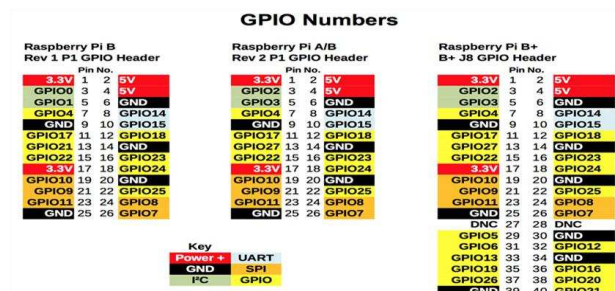 GPIO Numbers
Raspberry Pi B
Rev 1 P1 GPIO Header
Pin No.
3.3V 1 2 5V
GPIO0 3 4 5V
GPIO1 5 6 GND
GPIO4 7 8 GPIO14
GND 9 10 GPIO15
GPIO17 11 12 GPIO18
GPIO21 13 14 GND
GPIO22 15 16 GPIO23
3.3V 17 18 GPIO24
GPIO10 19 20 GND
GPIO9 21 22 GPIO25
GPIO11 23 24 GPIO8
GND 25 26 GPIO7
Raspberry Pi A/B
Rev 2 P1 GPIO Header
Pin No.
3.3V 1 2 5V
GPIO2 3 4 5V
GPIO3 5 6 GND
GPIO4 7 8 GPIO14
GND 9 10 GPIO15
GPIO17 11 12 GPIO18
GPIO27 13 14 GND
GPIO22 15 16 GPIO23
3.3V 17 18 GPIO24
GPIO10 19 20 GND
GPIO9 21 22 GPIO25
GPIO11 23 24 GPIO8
GND 25 26 GPIO7
Raspberry Pi B+
B+ J8 GPIO Header
Pin No.
3.3V 1 2 5V
GPIO2 3 4 5V
GPIO3 5 6 GND
GPIO4 7 8 GPIO14
GND 9 10 GPIO15
GPIO17 11 12 GPIO18
GPIO27 13 14 GND
GPIO22 15 16 GPIO23
3.3V 17 18 GPIO24
GPIO10 19 20 GND
GPIO9 21 22 GPIO25
GPIO11 23 24 GPIO8
GND 25 26 GPIO7
DNC 27 28 DNC
GPIO5 29 30 GND
GPIO6 31 32 GPIO12
GPIO13 33 34 GND
GPIO19 35 36 GPIO16
GPIO26 37 38 GPIO20
GND 39 40 GPIO21
Key
Power + UART
GND SPI
I²C GPIO